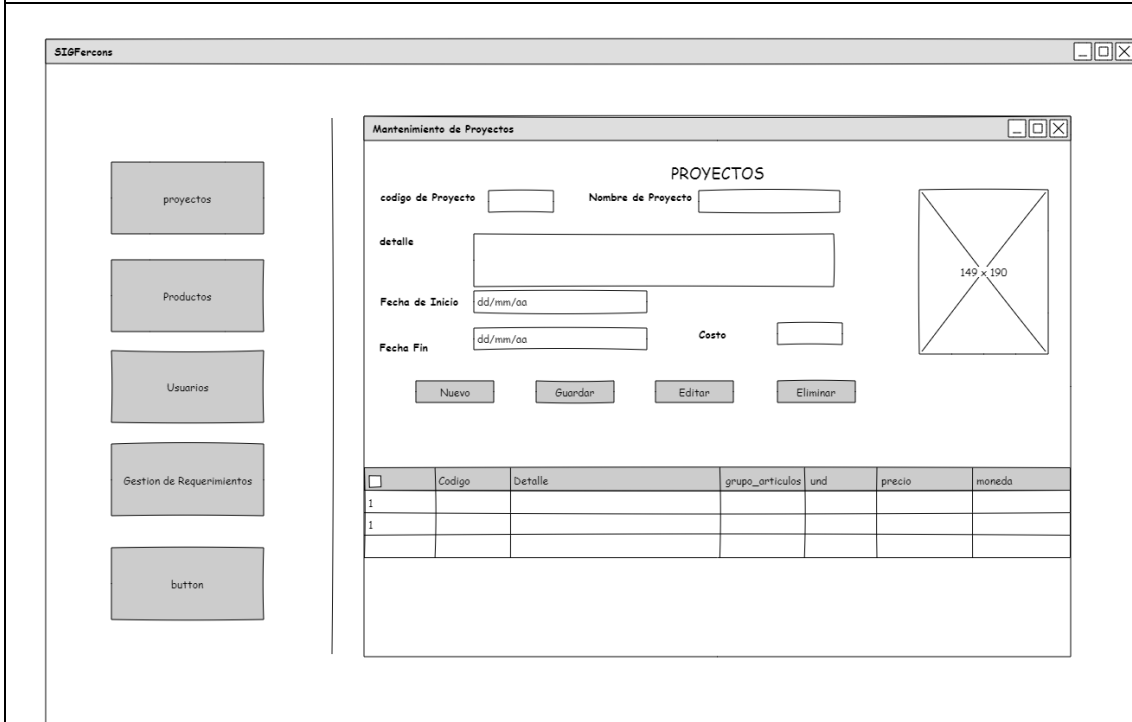 SIGFercons
proyectos
Productos
Usuarios
Gestion de Requerimientos
button
Mantenimiento de Proyectos
PROYECTOS
codigo de Proyecto
Nombre de Proyecto
detalle
Fecha de Inicio
dd/mm/aa
Fecha Fin
dd/mm/aa
Costo
149 x 190
Nuevo
Guardar
Editar
Eliminar
Codigo
Detalle
grupo_articulos
und
precio
moneda
1
1